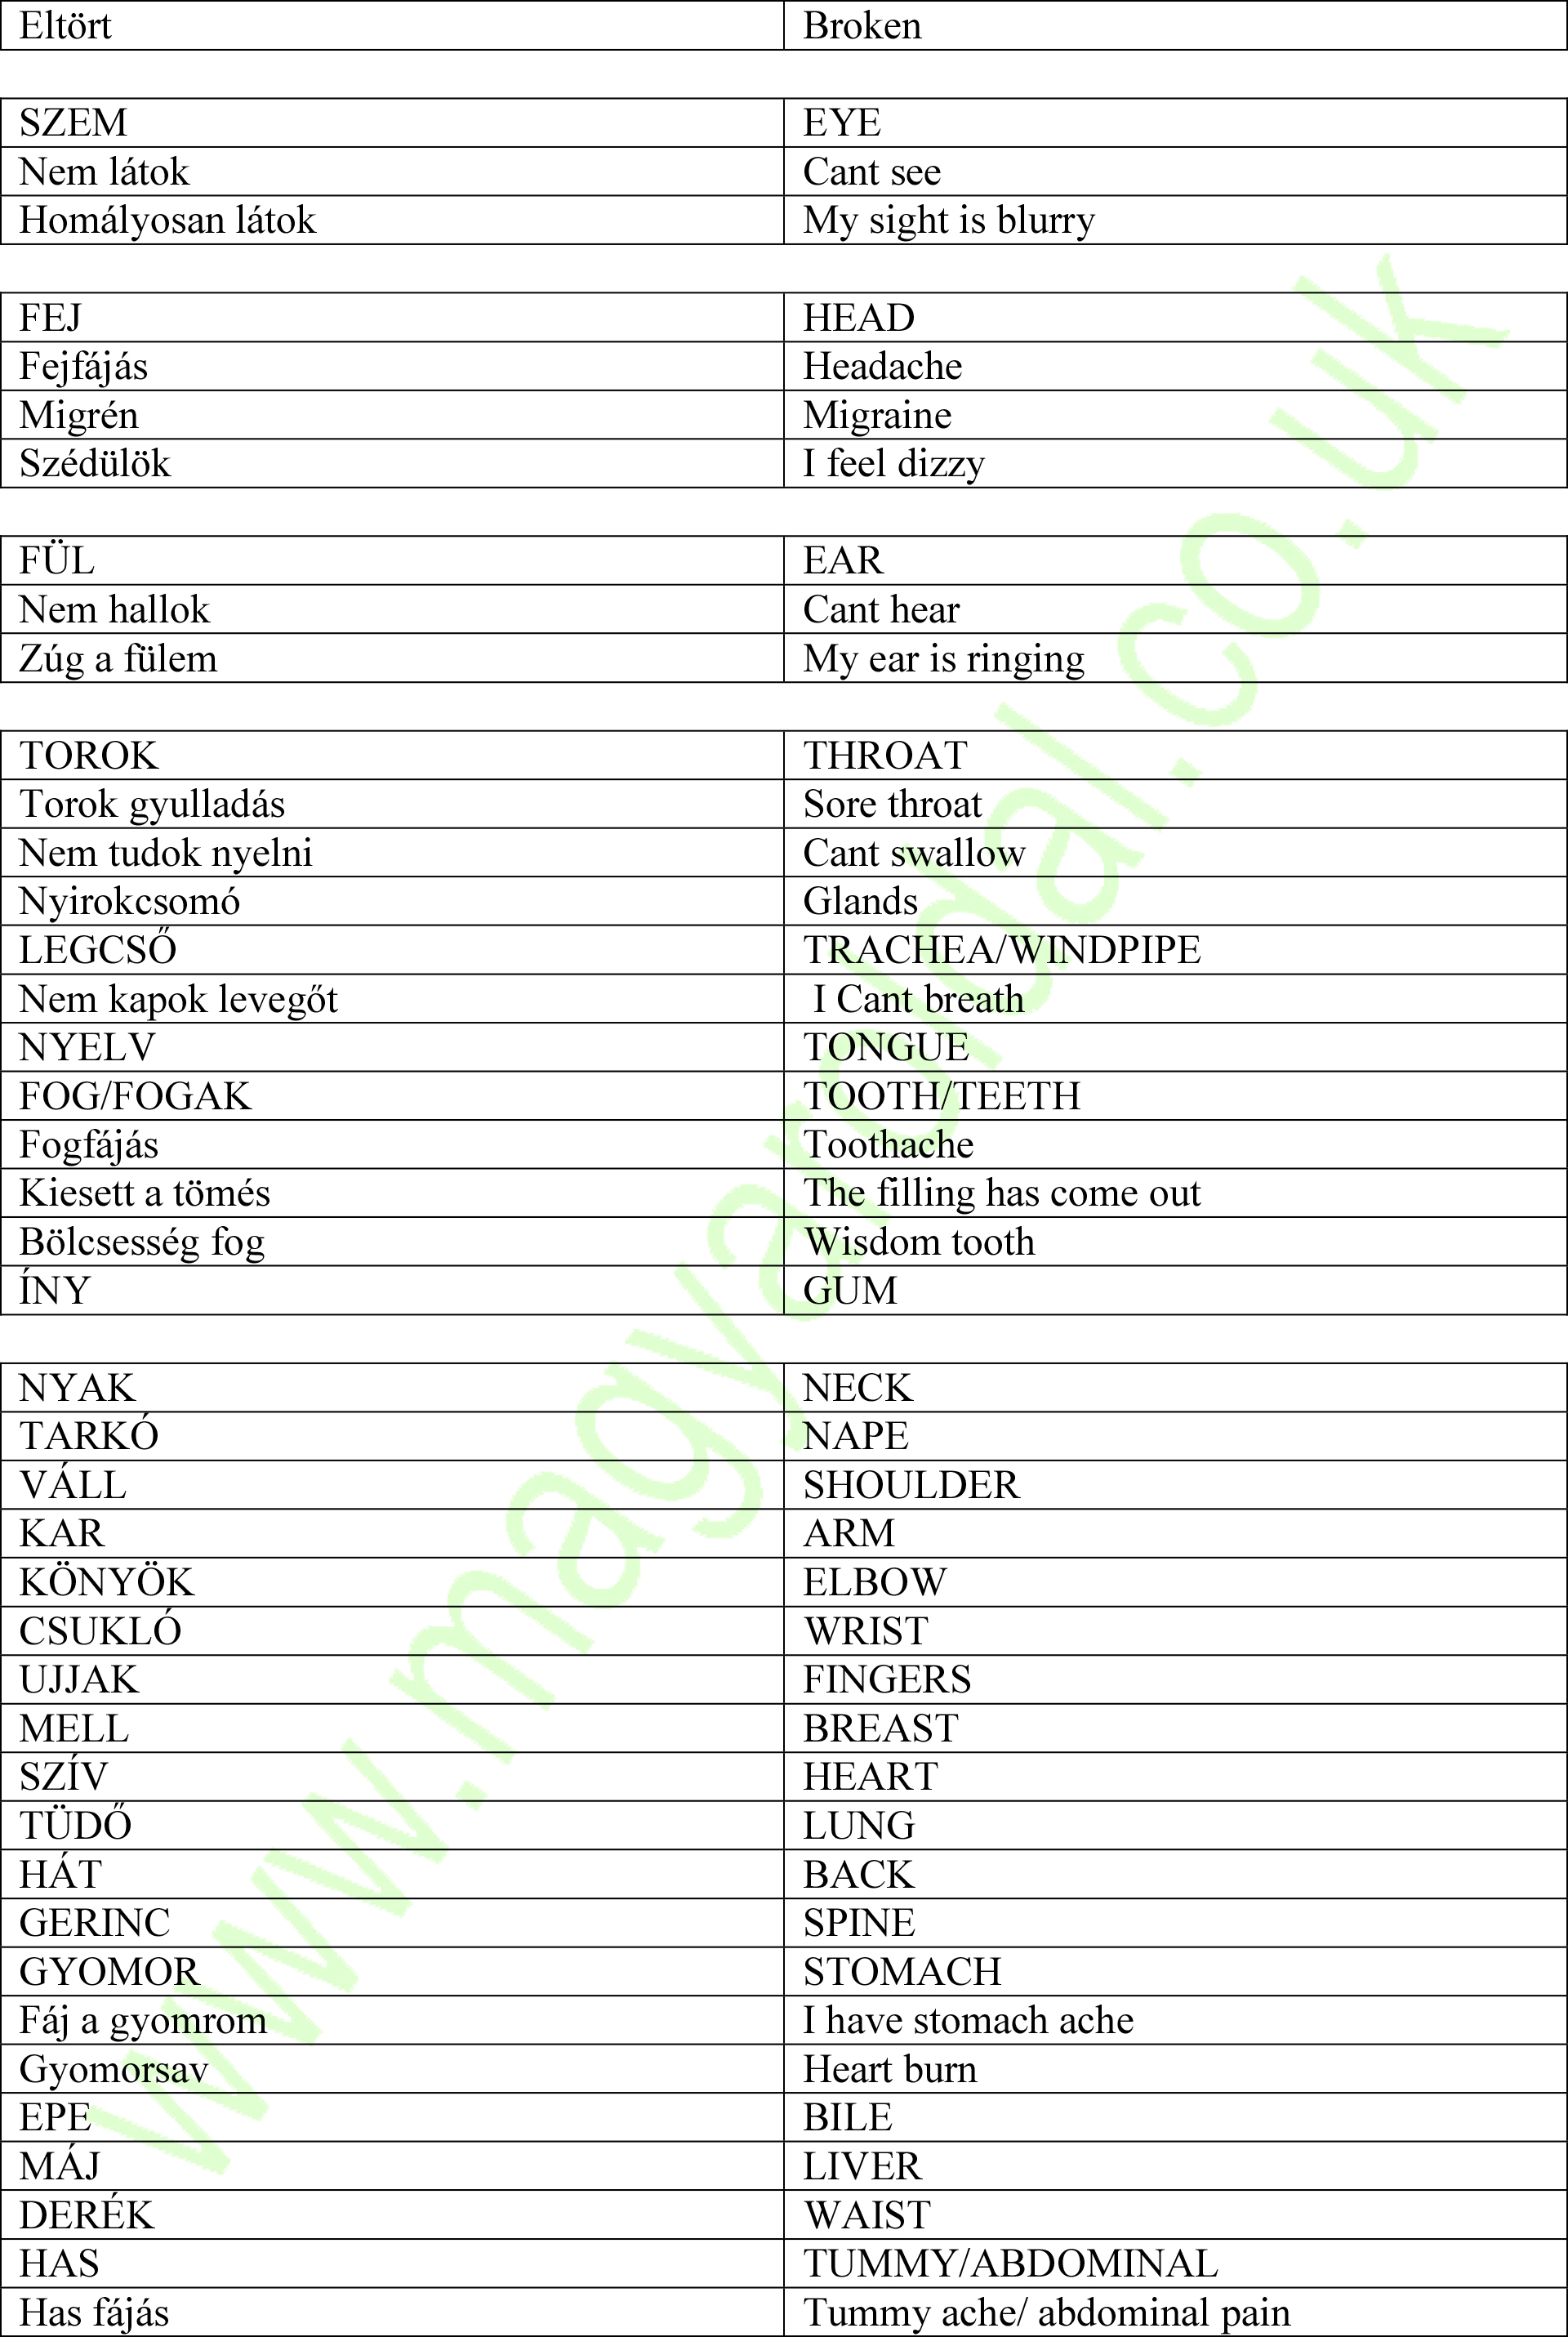 Eltört Broken
SZEM EYE
Nem látok Cant see
Homályosan látok My sight is blurry
FEJ HEAD
Fejfájás Headache
Migrén Migraine
Szédülök I feel dizzy
FÜL EAR
Nem hallok Cant hear
Zúg a fülem My ear is ringing
TOROK THROAT
Torok gyulladás Sore throat
Nem tudok nyelni Cant swallow
Nyirokcsomó Glands
LEGCSŐ TRACHEA/WINDPIPE
Nem kapok levegőt I Cant breath
NYELV TONGUE
FOG/FOGAK TOOTH/TEETH
Fogfájás Toothache
Kiesett a tömés The filling has come out
Bölcsesség fog Wisdom tooth
ÍNY GUM
NYAK NECK
TARKÓ NAPE
VÁLL SHOULDER
KAR ARM
KÖNYÖK ELBOW
CSUKLÓ WRIST
UJJAK FINGERS
MELL BREAST
SZÍV HEART
TÜDŐ LUNG
HÁT BACK
GERINC SPINE
GYOMOR STOMACH
Fáj a gyomrom I have stomach ache
Gyomorsav Heart burn
EPE BILE
MÁJ LIVER
DERÉK WAIST
HAS TUMMY/ABDOMINAL
Has fájás Tummy ache/ abdominal pain
www.magyaroldal.co.uk